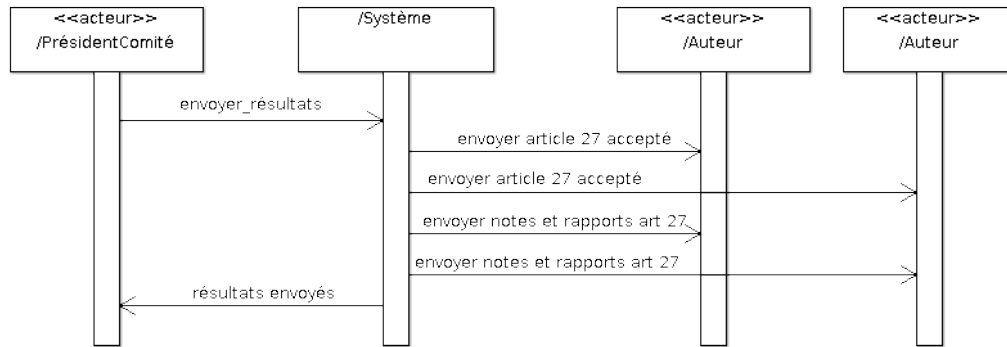 <<acteur>>
/PrésidentComité
/Système
<<acteur>>
/Auteur
<<acteur>>
/Auteur
envoyer_résultats
envoyer article 27 accepté
envoyer article 27 accepté
envoyer notes et rapports art 27
envoyer notes et rapports art 27
résultats envoyés